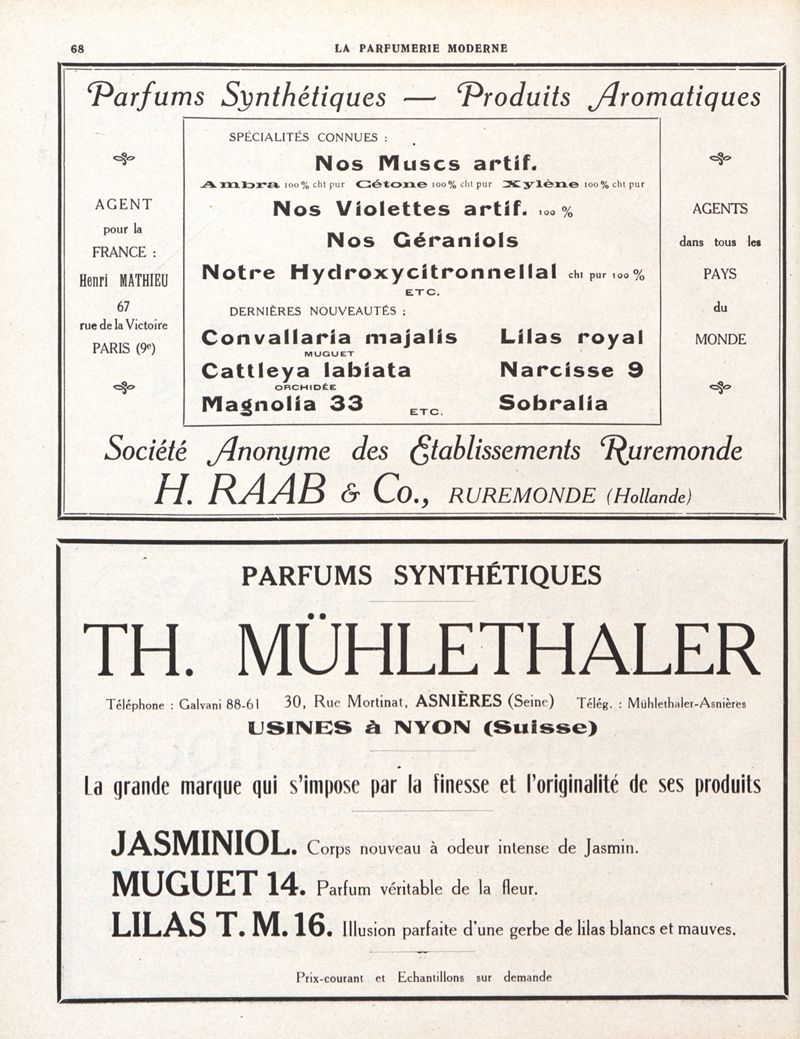 68
LA PARFUMERIE MODERNE
Parfums Synthétiques — Produits Aromatiques
AGENT
pour la
FRANCE :
Henri MATHIEU
67
rue de la Victoire
PARIS (9e)
SPÉCIALITÉS CONNUES :
Nos Muscs artif.
Ambra 100 % cht pur Cétone 100 % cht pur Xylène 100 % cht pur
Nos Violettes artif. 100 %
Nos Géraniols
Notre Hydroxycitronnellal cht pur 100 %
ETC.
DERNIÈRES NOUVEAUTÉS :
Convallaria majalis Lilas royal
MUGUET
Cattleya labiata Narcisse 9
ORCHIDÉE
Magnolia 33 ETC. Sobralia
AGENTS
dans tous les
PAYS
du
MONDE
Société Anonyme des Etablissements Ruremonde
H. RAAB & Co., RUREMONDE (Hollande)
PARFUMS SYNTHÉTIQUES
TH. MÜHLETHALER
Téléphone : Galvani 88-61 30, Rue Mortinat, ASNIÈRES (Seine) Télég. : Mühlethaler-Asnières
USINES à NYON (Suisse)
La grande marque qui s'impose par la finesse et l'originalité de ses produits
JASMINIOL. Corps nouveau à odeur intense de Jasmin.
MUGUET 14. Parfum véritable de la fleur.
LILAS T. M. 16. Illusion parfaite d'une gerbe de lilas blancs et mauves.
Prix-courant et Echantillons sur demande